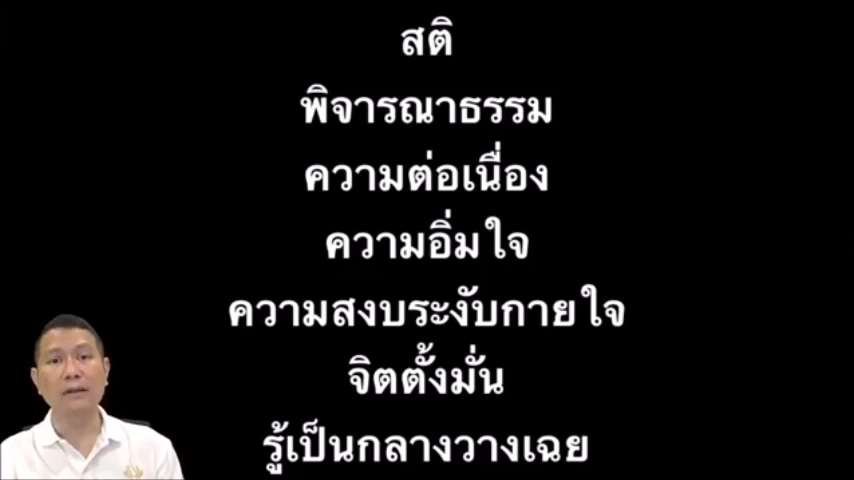 สติ
พิจารณาธรรม
ความต่อเนื่อง
ความอิ่มใจ
ความสงบระงับกายใจ
จิตตั้งมั่น
รู้เป็นกลางวางเฉย